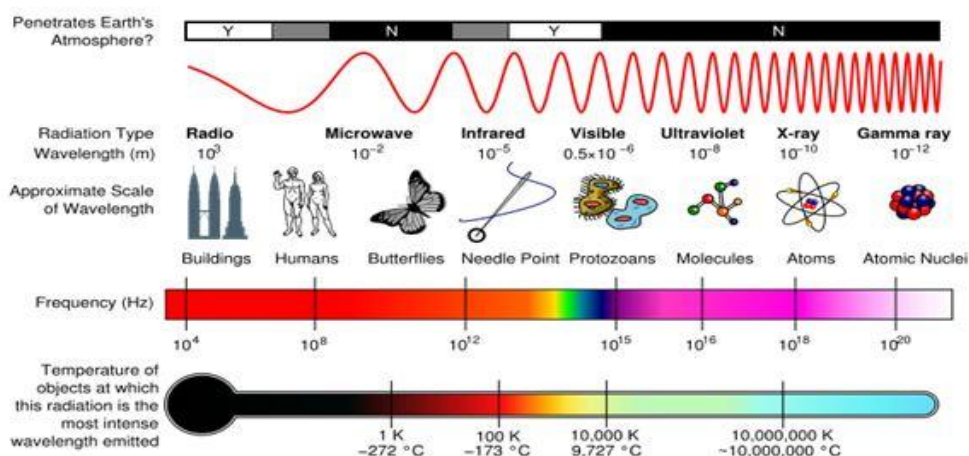 Penetrates Earth's
Atmosphere?
Y N Y N
Radiation Type
Radio Microwave Infrared Visible Ultraviolet X-ray Gamma ray
Wavelength (m)
10³ 10⁻² 10⁻⁵ 0.5×10⁻⁶ 10⁻⁸ 10⁻¹⁰ 10⁻¹²
Approximate Scale
of Wavelength
Buildings Humans Butterflies Needle Point Protozoans Molecules Atoms Atomic Nuclei
Frequency (Hz)
10⁴ 10⁸ 10¹² 10¹⁵ 10¹⁶ 10¹⁸ 10²⁰
Temperature of
objects at which
this radiation is the
most intense
wavelength emitted
1 K 100 K 10,000 K 10,000,000 K
−272 °C −173 °C 9,727 °C ~10,000,000 °C